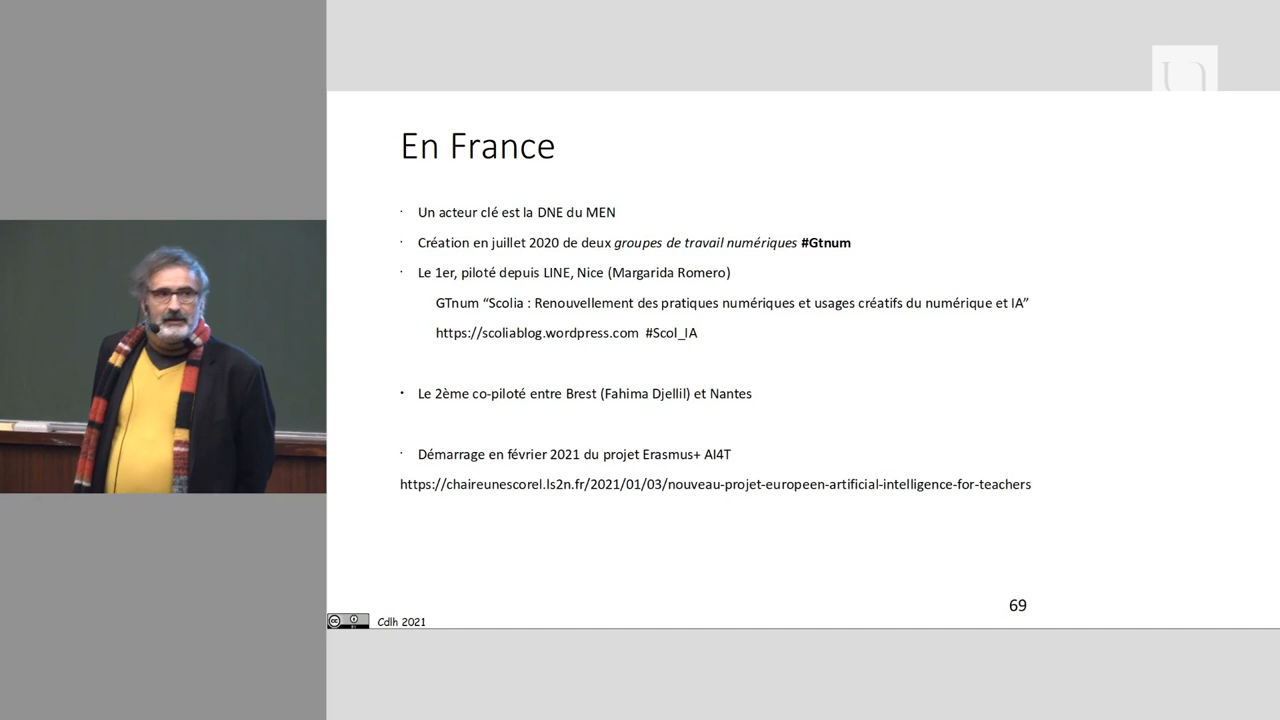 En France
Un acteur clé est la DNE du MEN
Création en juillet 2020 de deux groupes de travail numériques #Gtnum
Le 1er, piloté depuis LINE, Nice (Margarida Romero)
GTnum “Scolia : Renouvellement des pratiques numériques et usages créatifs du numérique et IA”
https://scoliablog.wordpress.com #Scol_IA
Le 2ème co-piloté entre Brest (Fahima Djellil) et Nantes
Démarrage en février 2021 du projet Erasmus+ AI4T
https://chaireunescorel.ls2n.fr/2021/01/03/nouveau-projet-europeen-artificial-intelligence-for-teachers
69
Cdlh 2021